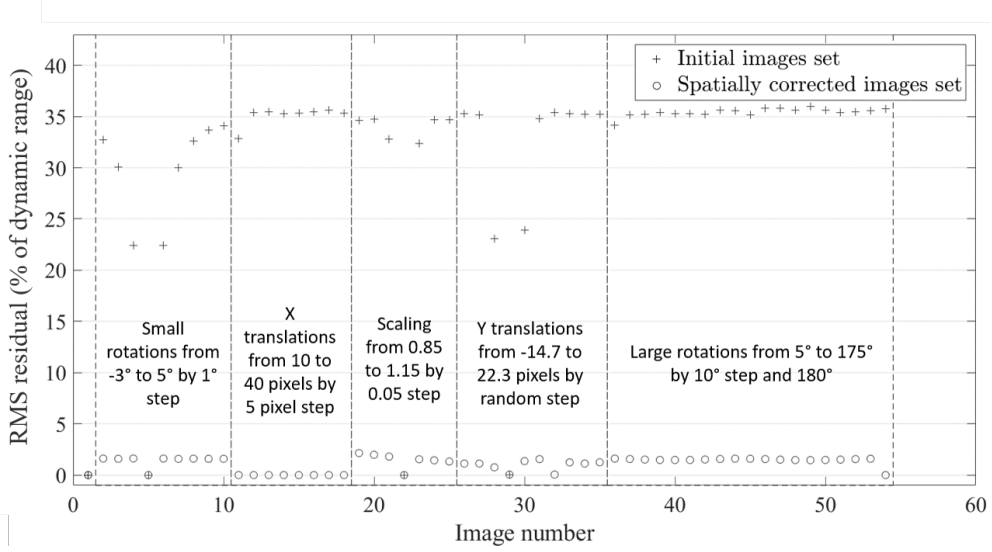 RMS residual (% of dynamic range)
40
35
30
25
20
15
10
5
0
Initial images set
Spatially corrected images set
Small
rotations from
-3° to 5° by 1°
step
X
translations
from 10 to
40 pixels by
5 pixel step
Scaling
from 0.85
to 1.15 by
0.05 step
Y translations
from -14.7 to
22.3 pixels by
random step
Large rotations from 5° to 175°
by 10° step and 180°
0 10 20 30 40 50 60
Image number